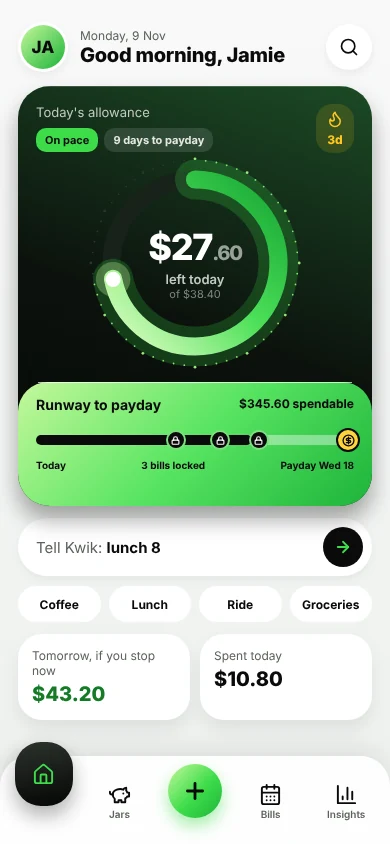 JA
Monday, 9 Nov
Good morning, Jamie
Today's allowance
On pace
9 days to payday
3d
$27.60
left today
of $38.40
Runway to payday
$345.60 spendable
Today
3 bills locked
Payday Wed 18
Tell Kwik: lunch 8
Coffee
Lunch
Ride
Groceries
Tomorrow, if you stop
now
$43.20
Spent today
$10.80
Jars
Bills
Insights